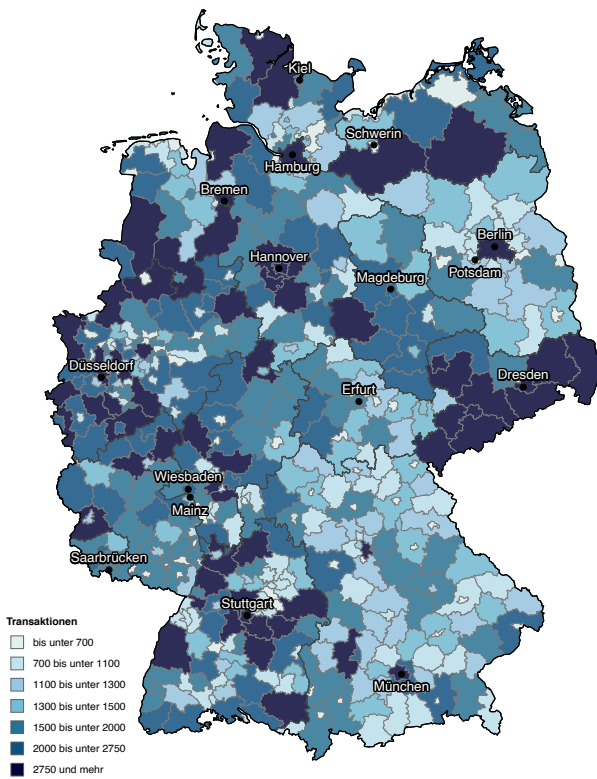 Kiel
Schwerin
Hamburg
Bremen
Berlin
Hannover
Potsdam
Magdeburg
Düsseldorf
Dresden
Erfurt
Wiesbaden
Mainz
Saarbrücken
Stuttgart
München
Transaktionen
bis unter 700
700 bis unter 1100
1100 bis unter 1300
1300 bis unter 1500
1500 bis unter 2000
2000 bis unter 2750
2750 und mehr